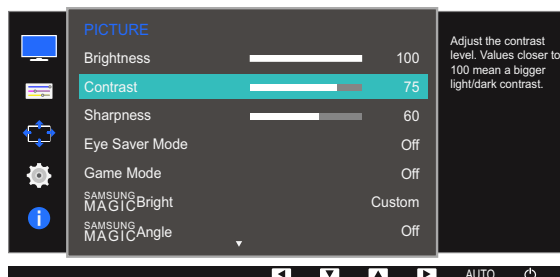 PICTURE
Brightness 100
Contrast 75
Sharpness 60
Eye Saver Mode Off
Game Mode Off
SAMSUNG MAGIC Bright Custom
SAMSUNG MAGIC Angle Off
Adjust the contrast
level. Values closer to
100 mean a bigger
light/dark contrast.
AUTO